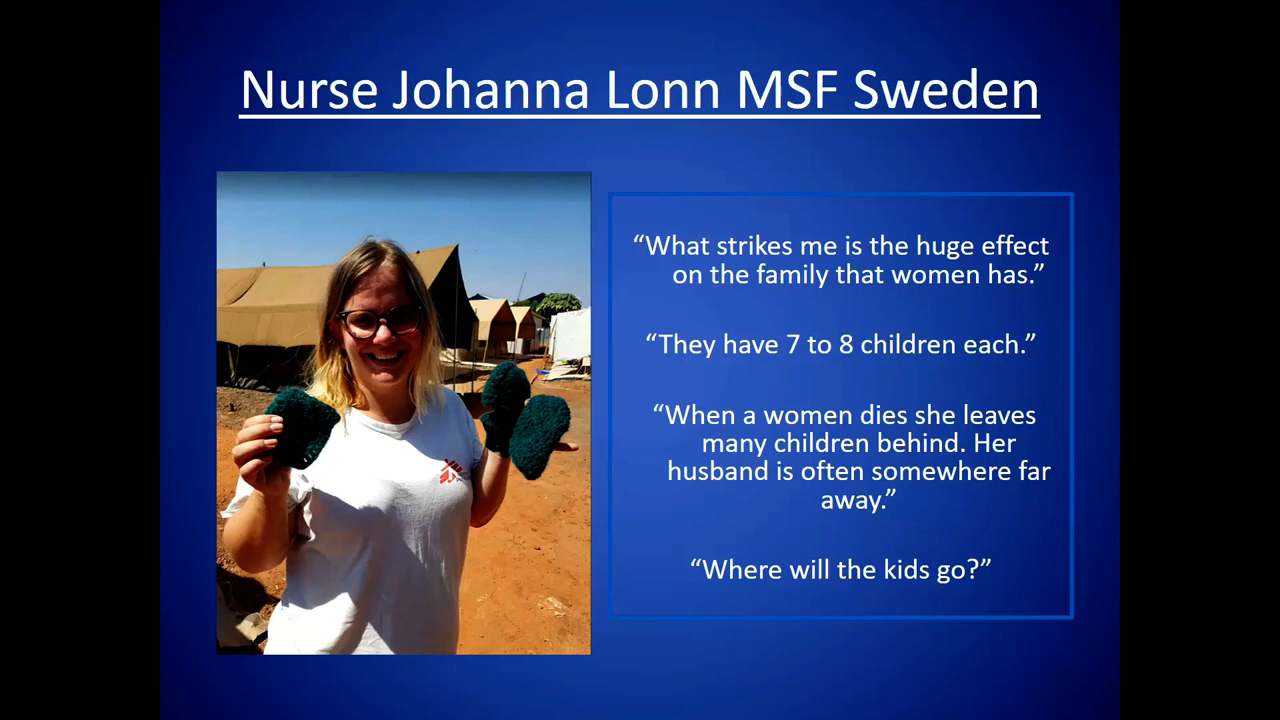 Nurse Johanna Lonn MSF Sweden
“What strikes me is the huge effect
on the family that women has.”
“They have 7 to 8 children each.”
“When a women dies she leaves
many children behind. Her
husband is often somewhere far
away.”
“Where will the kids go?”